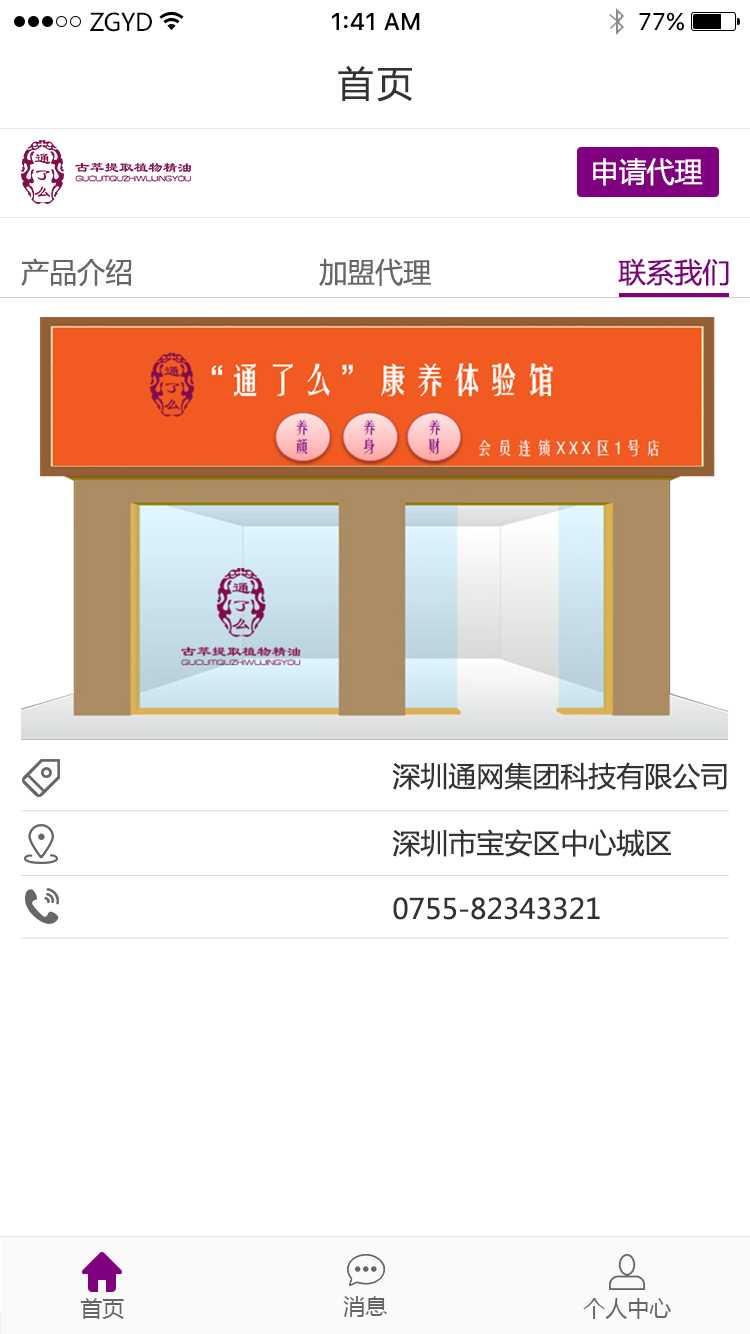 ZGYD 1:41 AM 77%
首页
通了么
古萃提取植物精油
GUCUITQUZHIWUJINGYOU
申请代理
产品介绍 加盟代理 联系我们
通了么
“通了么”康养体验馆
养颜 养身 养财
会员连锁XXX区1号店
通了么
古萃提取植物精油
GUCUITQUZHIWUJINGYOU
深圳通网集团科技有限公司
深圳市宝安区中心城区
0755-82343321
首页 消息 个人中心